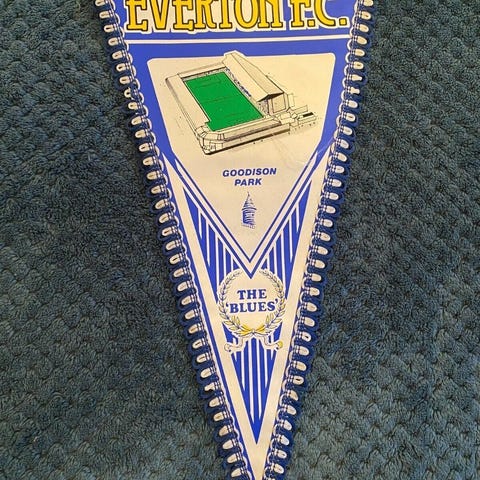 EVERTON F.C.
GOODISON
PARK
THE
'BLUES'